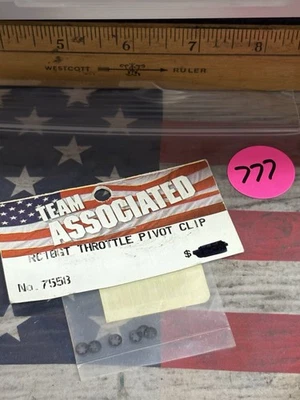 5 6 7 8
WESTCOTT RULER
777
TEAM
ASSOCIATED
RC10GT THROTTLE PIVOT CLIP
$
No. 7558